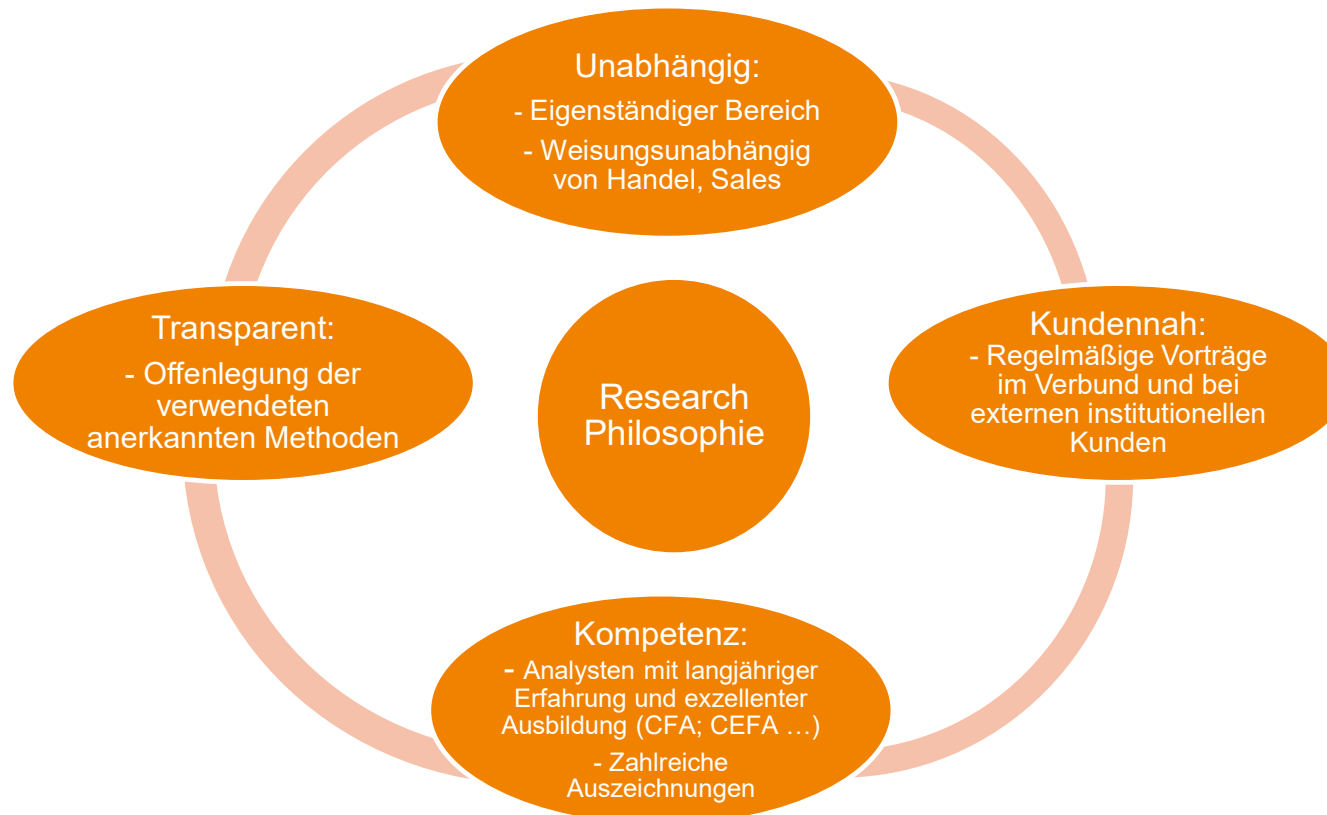 Unabhängig:
- Eigenständiger Bereich
- Weisungsunabhängig
von Handel, Sales
Transparent:
- Offenlegung der
verwendeten
anerkannten Methoden
Research
Philosophie
Kundennah:
- Regelmäßige Vorträge
im Verbund und bei
externen institutionellen
Kunden
Kompetenz:
- Analysten mit langjähriger
Erfahrung und exzellenter
Ausbildung (CFA; CEFA …)
- Zahlreiche
Auszeichnungen